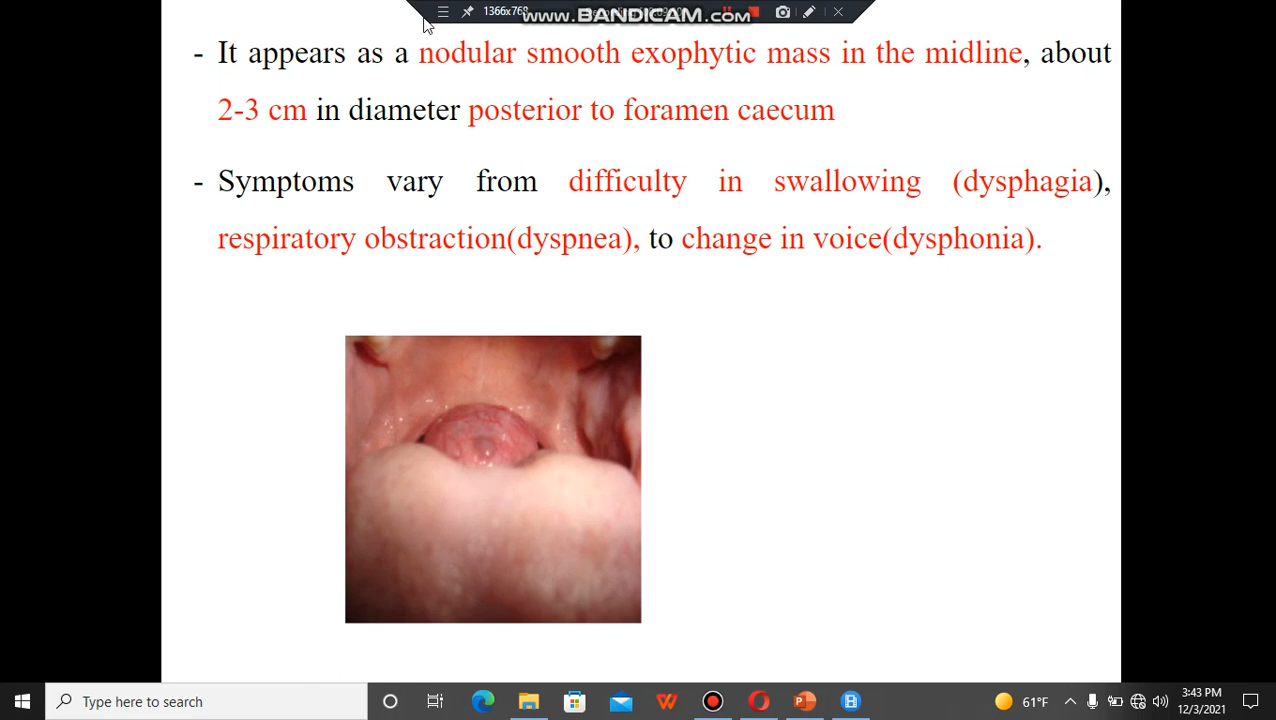 1366x768
www.BANDICAM.com
- It appears as a nodular smooth exophytic mass in the midline, about
2-3 cm in diameter posterior to foramen caecum
- Symptoms vary from difficulty in swallowing (dysphagia),
respiratory obstraction(dyspnea), to change in voice(dysphonia).
Type here to search
61°F
3:43 PM
12/3/2021